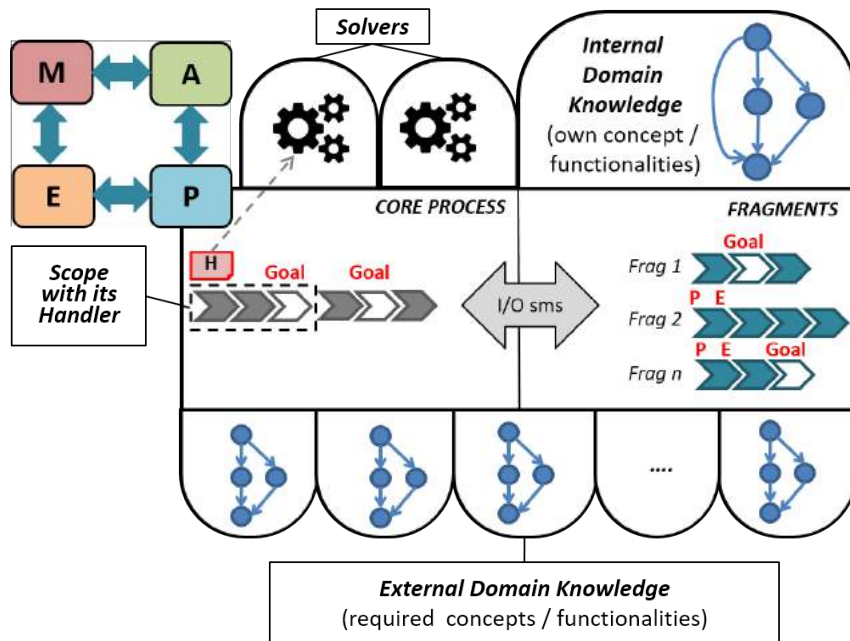 Solvers
M
A
E
P
Internal
Domain
Knowledge
(own concept /
functionalities)
CORE PROCESS
FRAGMENTS
Scope
with its
Handler
H
Goal
Goal
I/O sms
Goal
Frag 1
P E
Frag 2
P E Goal
Frag n
....
External Domain Knowledge
(required concepts / functionalities)